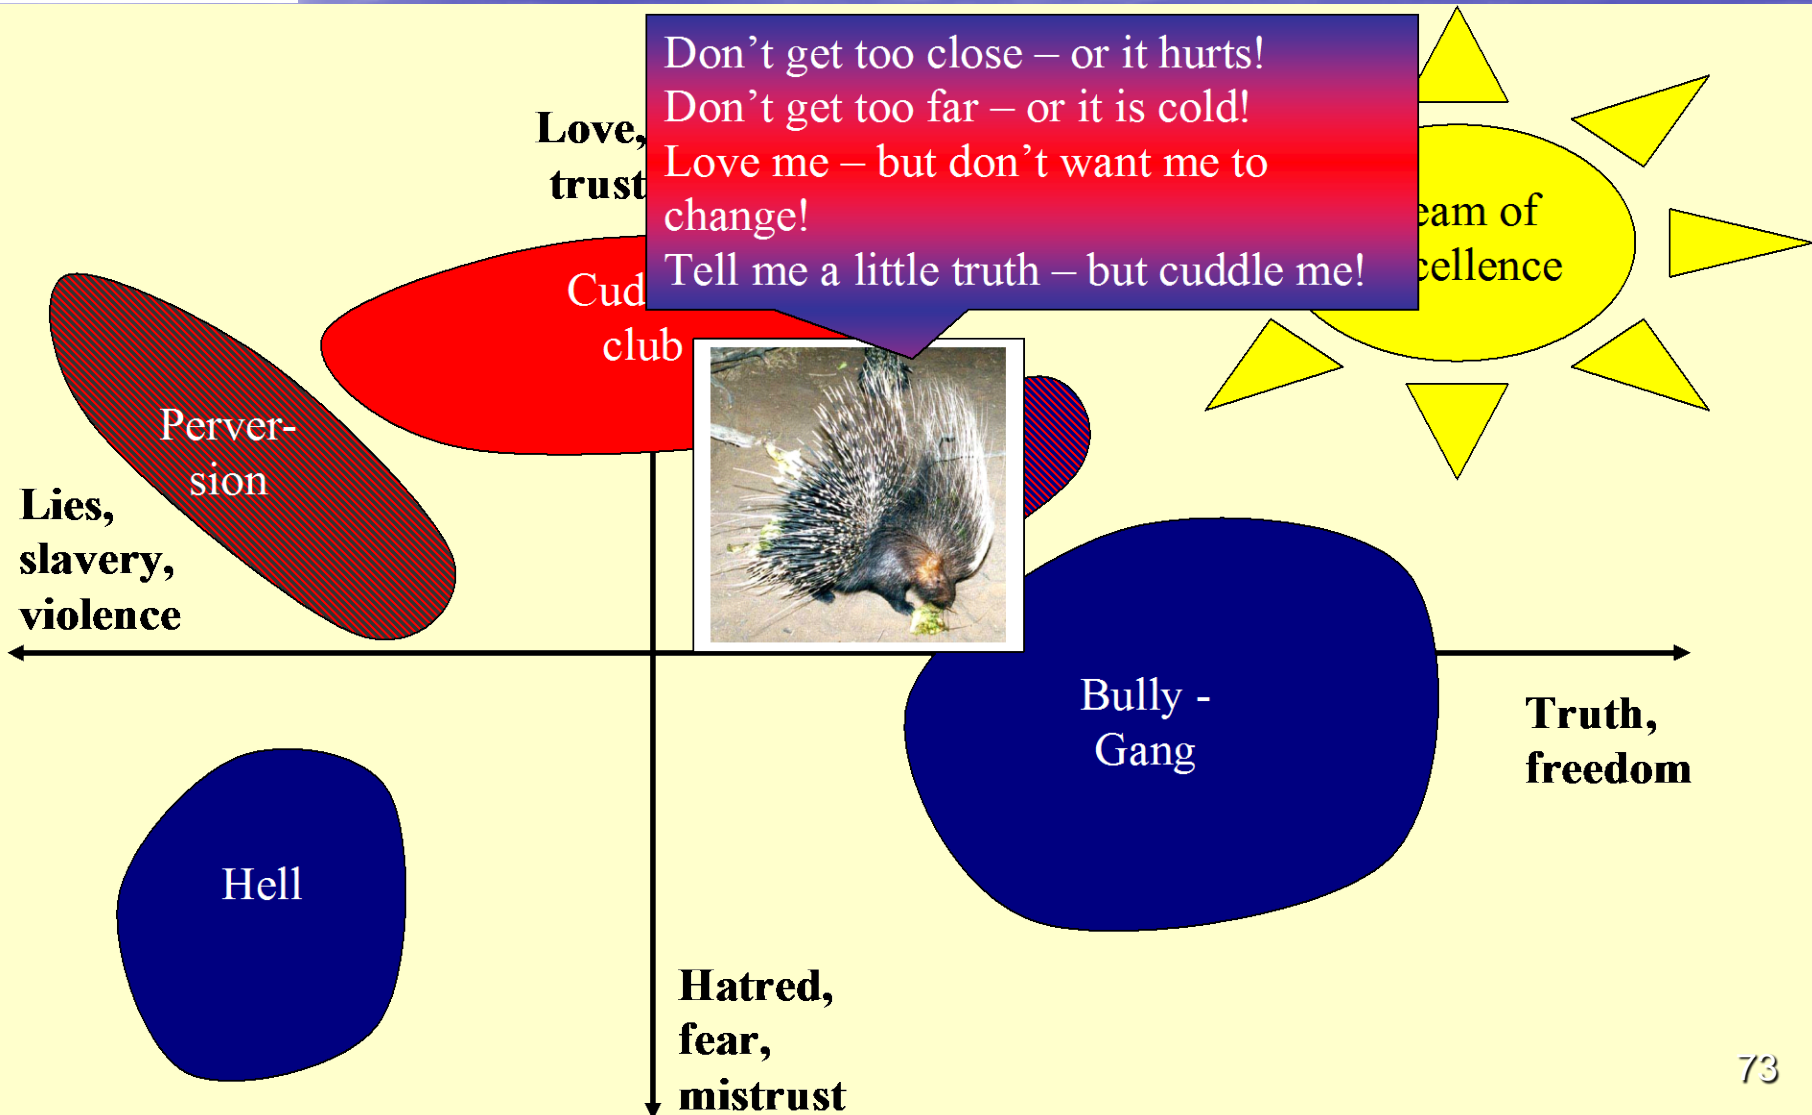 Don’t get too close – or it hurts!
Don’t get too far – or it is cold!
Love me – but don’t want me to
change!
Tell me a little truth – but cuddle me!
Love,
trust
eam of
cellence
Cud
club
Perver-
sion
Lies,
slavery,
violence
Bully -
Gang
Truth,
freedom
Hell
Hatred,
fear,
mistrust
73